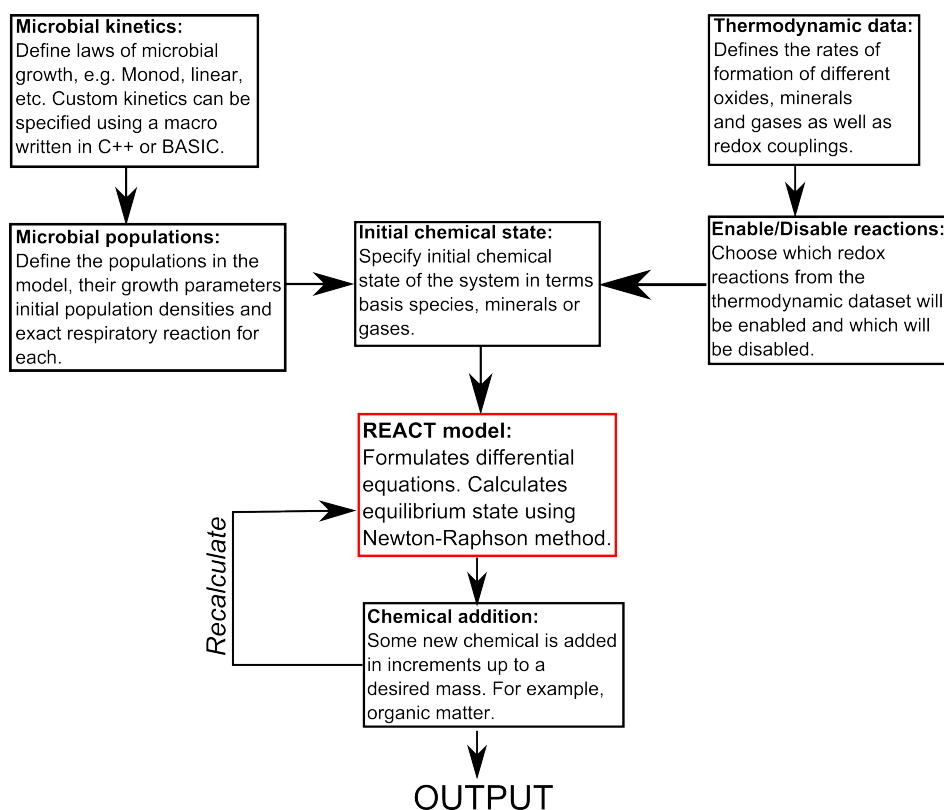 Microbial kinetics:
Define laws of microbial
growth, e.g. Monod, linear,
etc. Custom kinetics can be
specified using a macro
written in C++ or BASIC.
Thermodynamic data:
Defines the rates of
formation of different
oxides, minerals
and gases as well as
redox couplings.
Microbial populations:
Define the populations in the
model, their growth parameters
initial population densities and
exact respiratory reaction for
each.
Initial chemical state:
Specify initial chemical
state of the system in terms
basis species, minerals or
gases.
Enable/Disable reactions:
Choose which redox
reactions from the
thermodynamic dataset will
be enabled and which will
be disabled.
REACT model:
Formulates differential
equations. Calculates
equilibrium state using
Newton-Raphson method.
Recalculate
Chemical addition:
Some new chemical is added
in increments up to a
desired mass. For example,
organic matter.
OUTPUT